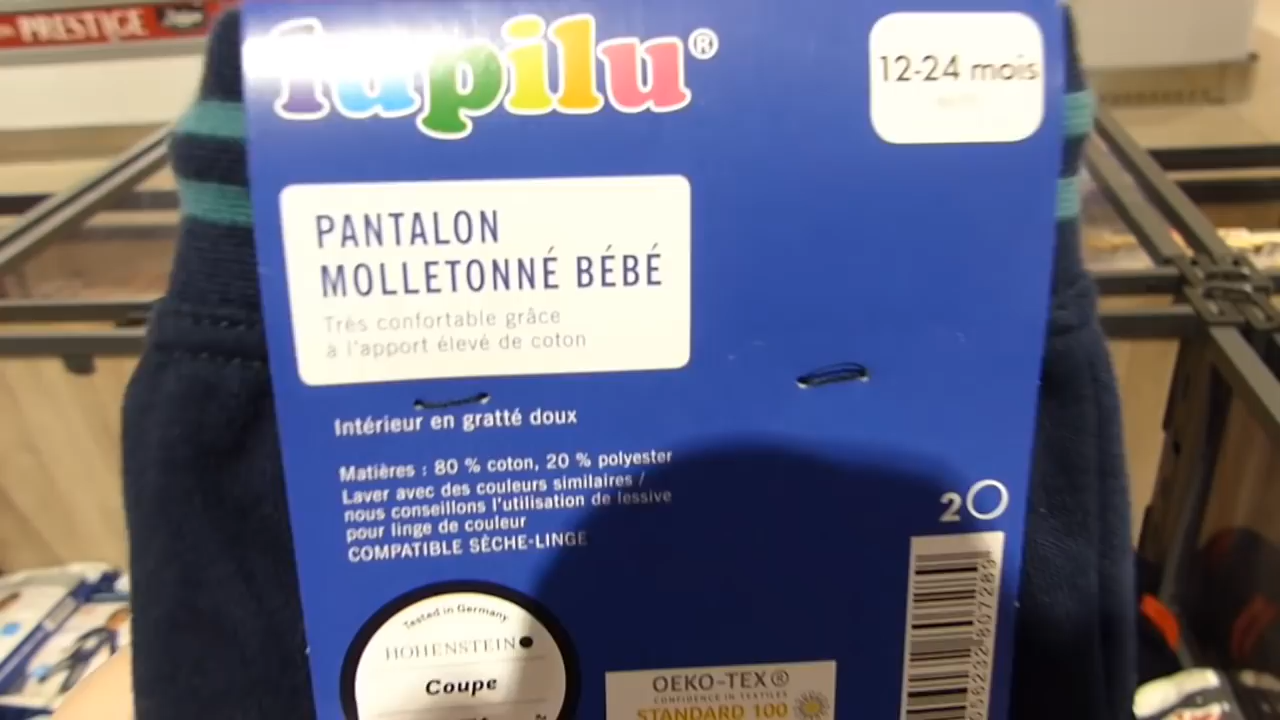 PRESTIGE
lupilu®
12-24 mois
PANTALON
MOLLETONNÉ BÉBÉ
Très confortable grâce
à l'apport élevé de coton
Intérieur en gratté doux
Matières : 80 % coton, 20 % polyester
Laver avec des couleurs similaires /
nous conseillons l'utilisation de lessive
pour linge de couleur
COMPATIBLE SÈCHE-LINGE
2
Tested in Germany
HOHENSTEIN
Coupe
OEKO-TEX®
CONFIDENCE IN TEXTILES
STANDARD 100